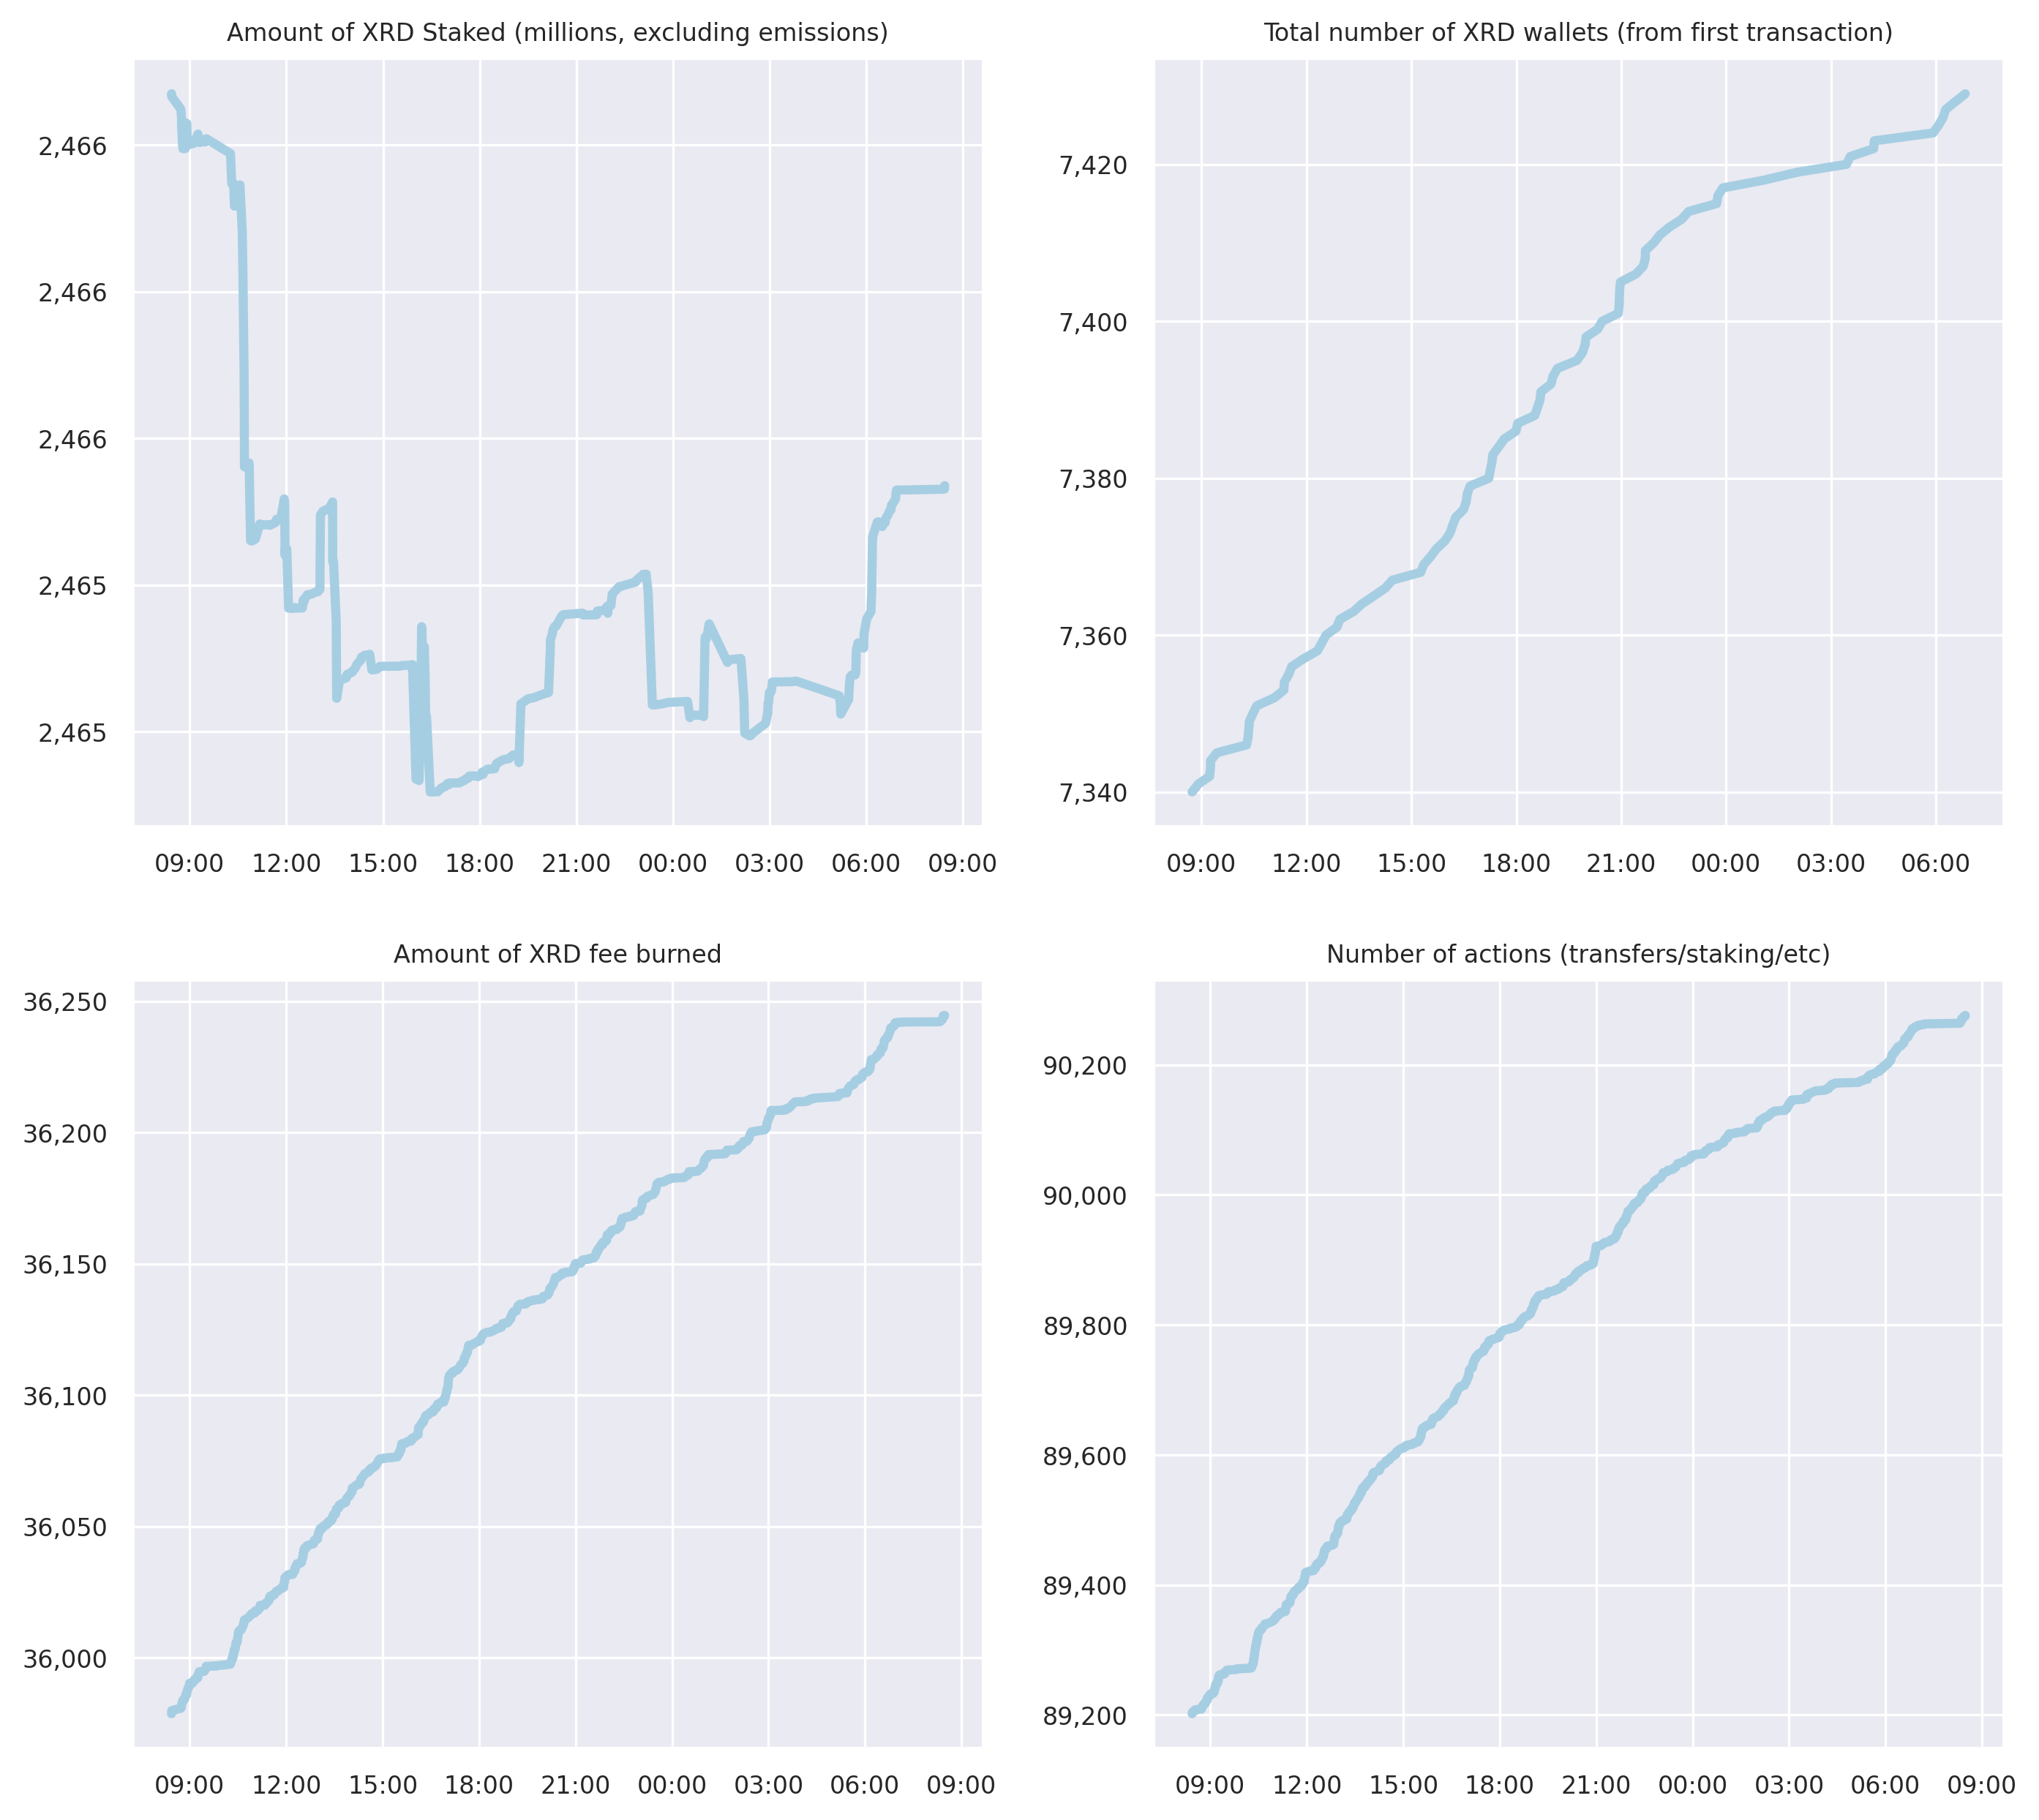 Amount of XRD Staked (millions, excluding emissions)
2,466
2,466
2,466
2,465
2,465
09:00 12:00 15:00 18:00 21:00 00:00 03:00 06:00 09:00
Total number of XRD wallets (from first transaction)
7,420
7,400
7,380
7,360
7,340
09:00 12:00 15:00 18:00 21:00 00:00 03:00 06:00
Amount of XRD fee burned
36,250
36,200
36,150
36,100
36,050
36,000
09:00 12:00 15:00 18:00 21:00 00:00 03:00 06:00 09:00
Number of actions (transfers/staking/etc)
90,200
90,000
89,800
89,600
89,400
89,200
09:00 12:00 15:00 18:00 21:00 00:00 03:00 06:00 09:00